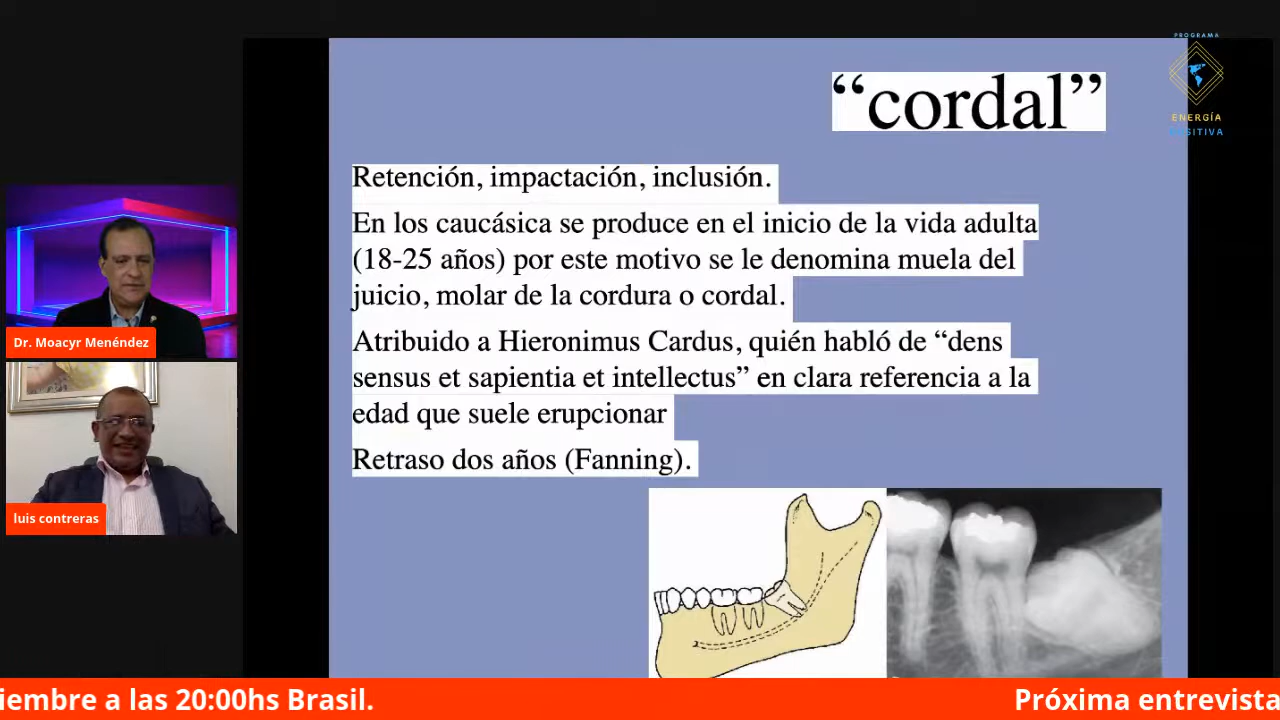 PROGRAMA
ENERGÍA
POSITIVA
“cordal”
Retención, impactación, inclusión.
En los caucásica se produce en el inicio de la vida adulta
(18-25 años) por este motivo se le denomina muela del
juicio, molar de la cordura o cordal.
Atribuido a Hieronimus Cardus, quién habló de “dens
sensus et sapientia et intellectus” en clara referencia a la
edad que suele erupcionar
Retraso dos años (Fanning).
Dr. Moacyr Menéndez
luis contreras
iembre a las 20:00hs Brasil.
Próxima entrevista